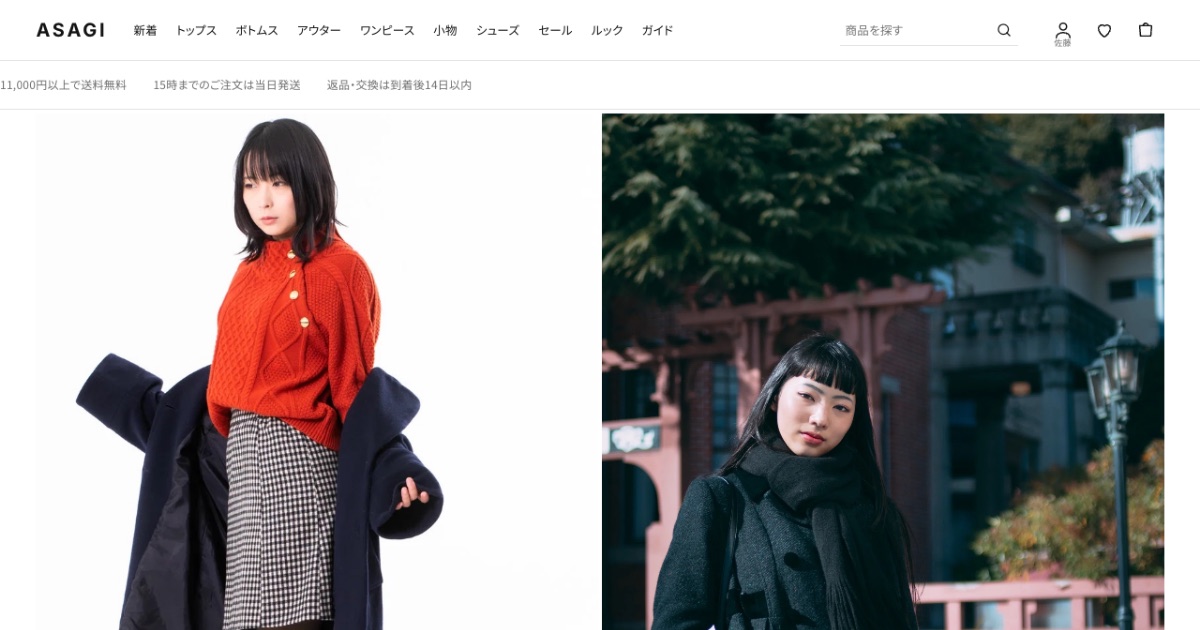 ASAGI
新着 トップス ボトムス アウター ワンピース 小物 シューズ セール ルック ガイド
商品を探す
佐藤
11,000円以上で送料無料 15時までのご注文は当日発送 返品・交換は到着後14日以内